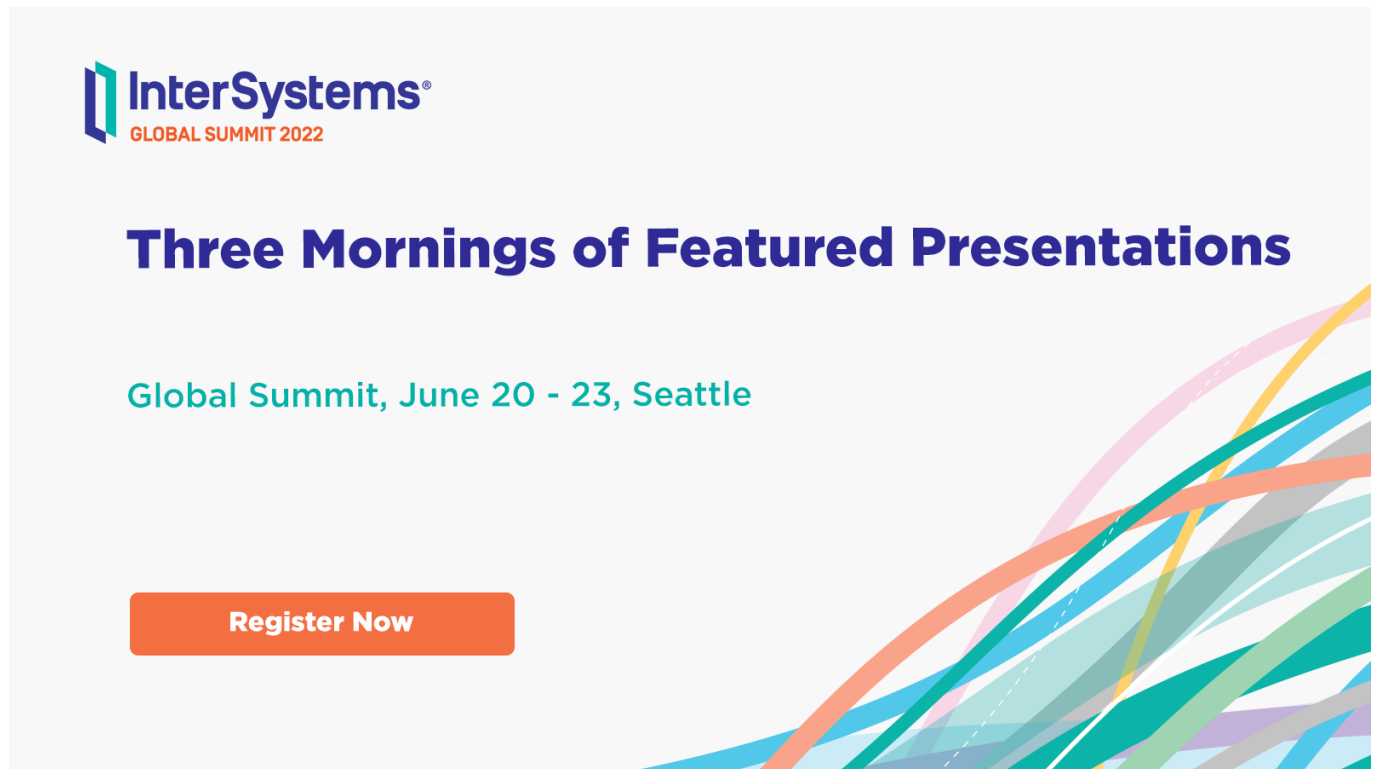 InterSystems®
GLOBAL SUMMIT 2022
Three Mornings of Featured Presentations
Global Summit, June 20 - 23, Seattle
Register Now